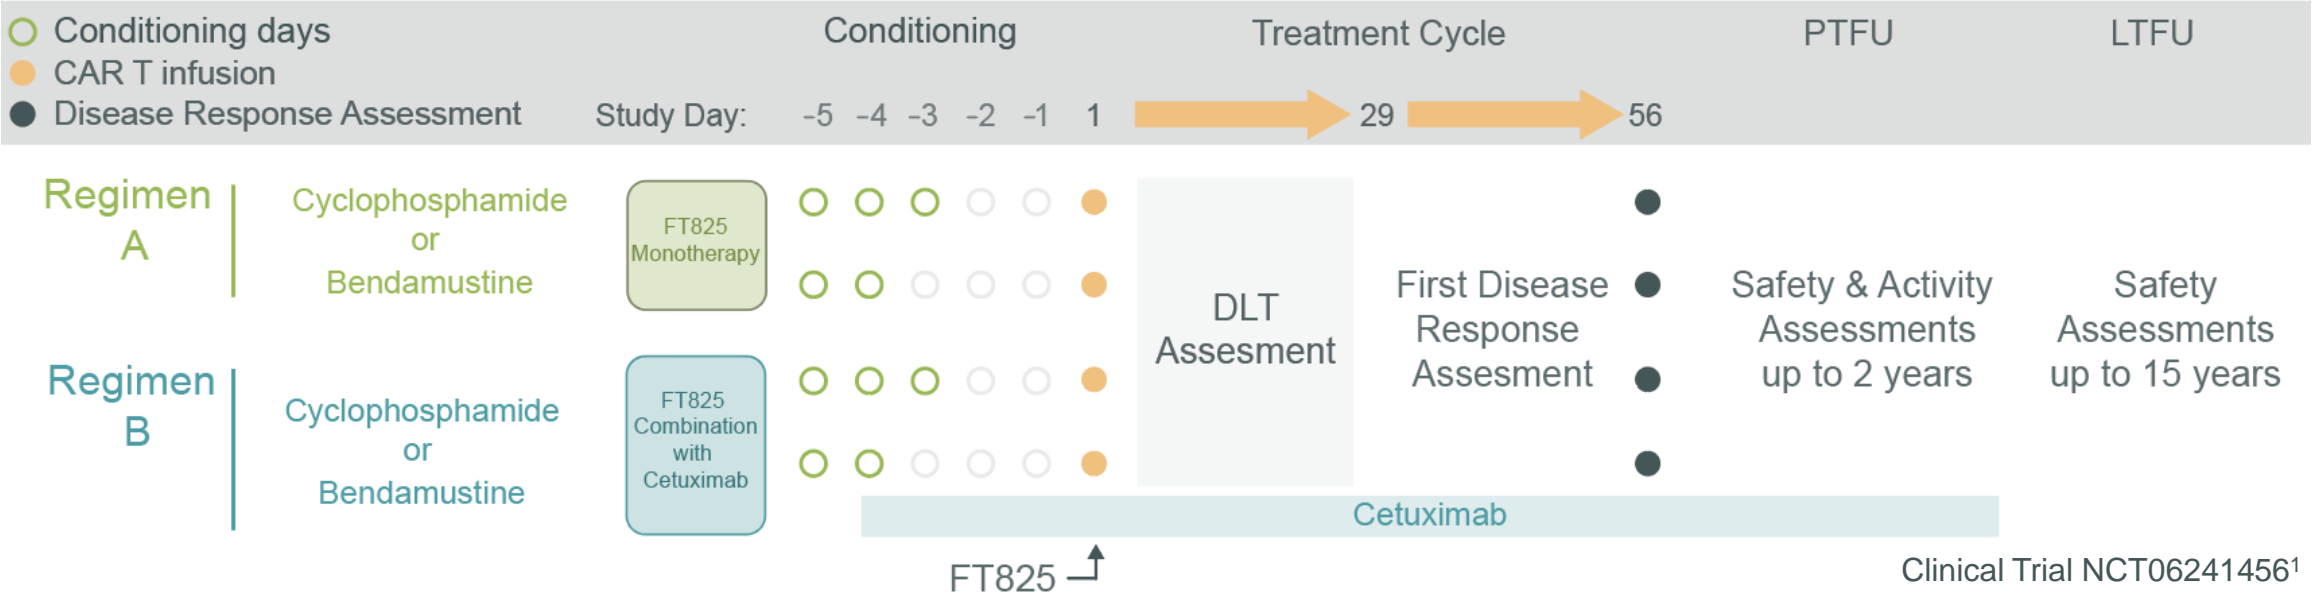 Conditioning days
CAR T infusion
Disease Response Assessment
Conditioning
Treatment Cycle
PTFU
LTFU
Study Day: -5 -4 -3 -2 -1 1 29 56
Regimen
A
Cyclophosphamide
or
Bendamustine
FT825
Monotherapy
Regimen
B
Cyclophosphamide
or
Bendamustine
FT825
Combination
with
Cetuximab
DLT
Assesment
First Disease
Response
Assesment
Safety & Activity
Assessments
up to 2 years
Safety
Assessments
up to 15 years
Cetuximab
FT825
Clinical Trial NCT06241456¹